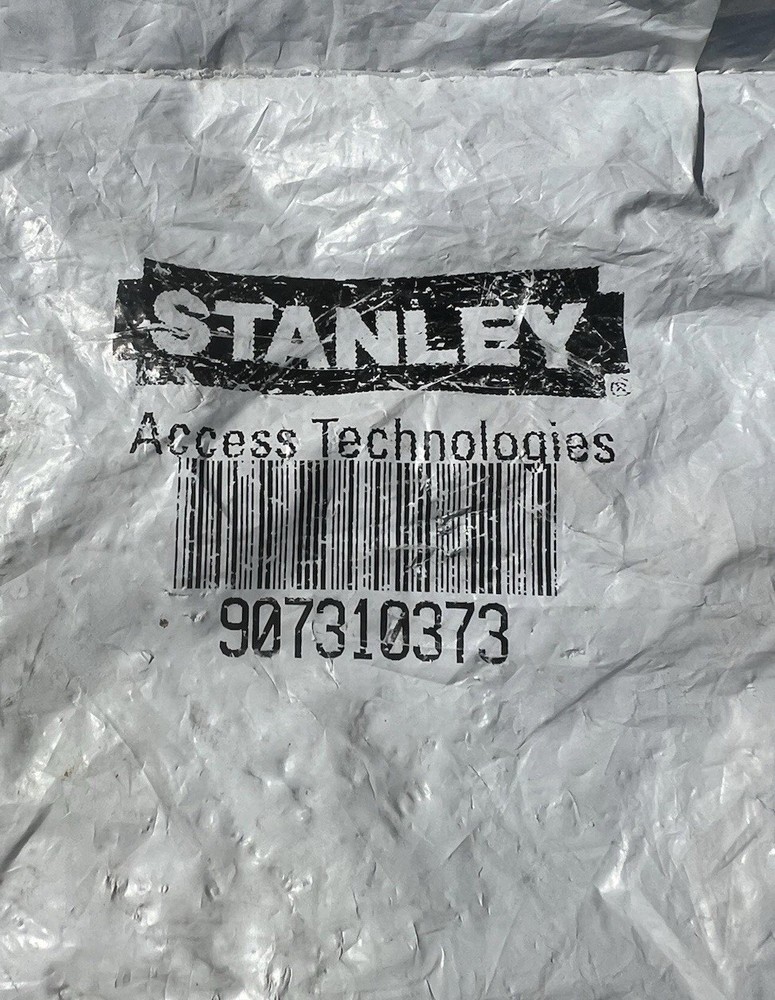 STANLEY
®
Access Technologies
907310373